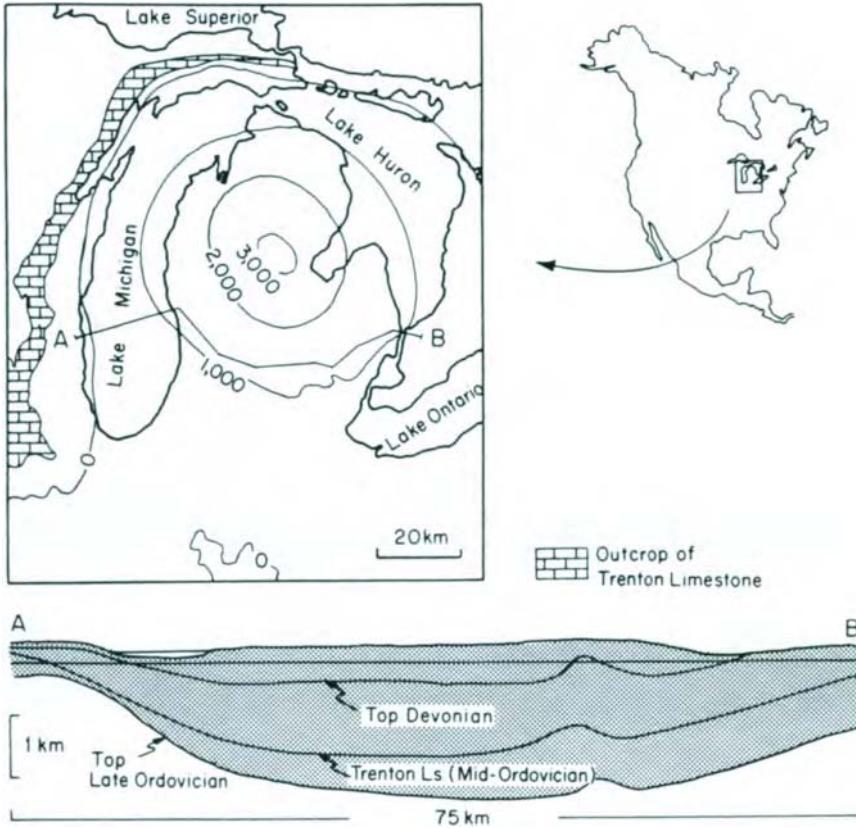 Lake Superior
Lake Huron
Lake Michigan
3,000
2,000
1,000
A
B
Lake Ontario
0
0
20km
Outcrop of
Trenton Limestone
A
B
Top Devonian
1 km
Top
Late Ordovician
Trenton Ls (Mid-Ordovician)
75 km